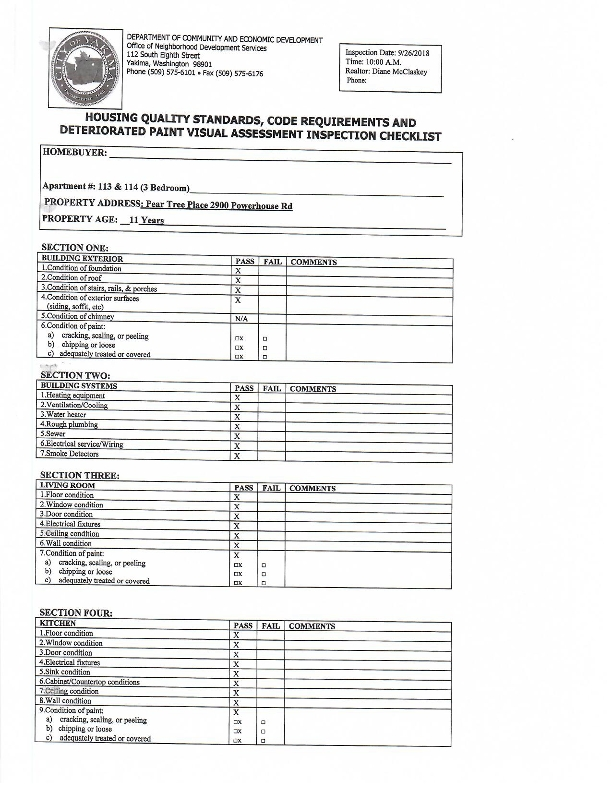 CITY OF YAKIMA
DEPARTMENT OF COMMUNITY AND ECONOMIC DEVELOPMENT
Office of Neighborhood Development Services
112 South Eighth Street
Yakima, Washington 98901
Phone (509) 575-6101 • Fax (509) 575-6176
Inspection Date: 9/26/2018
Time: 10:00 A.M.
Realtor: Diane McClaskey
Phone:
HOUSING QUALITY STANDARDS, CODE REQUIREMENTS AND
DETERIORATED PAINT VISUAL ASSESSMENT INSPECTION CHECKLIST
HOMEBUYER:
Apartment #: 113 & 114 (3 Bedroom)
PROPERTY ADDRESS: Pear Tree Place 2900 Powerhouse Rd
PROPERTY AGE: 11 Years
SECTION ONE:
BUILDING EXTERIOR PASS FAIL COMMENTS
1.Condition of foundation X
2.Condition of roof X
3.Condition of stairs, rails, & porches X
4.Condition of exterior surfaces X
(siding, soffit, etc)
5.Condition of chimney N/A
6.Condition of paint:
a) cracking, scaling, or peeling □X □
b) chipping or loose □X □
c) adequately treated or covered □X □
SECTION TWO:
BUILDING SYSTEMS PASS FAIL COMMENTS
1.Heating equipment X
2.Ventilation/Cooling X
3.Water heater X
4.Rough plumbing X
5.Sewer X
6.Electrical service/Wiring X
7.Smoke Detectors X
SECTION THREE:
LIVING ROOM PASS FAIL COMMENTS
1.Floor condition X
2.Window condition X
3.Door condition X
4.Electrical fixtures X
5.Ceiling condition X
6.Wall condition X
7.Condition of paint: X
a) cracking, scaling, or peeling □X □
b) chipping or loose □X □
c) adequately treated or covered □X □
SECTION FOUR:
KITCHEN PASS FAIL COMMENTS
1.Floor condition X
2.Window condition X
3.Door condition X
4.Electrical fixtures X
5.Sink condition X
6.Cabinet/Countertop conditions X
7.Ceiling condition X
8.Wall condition X
9.Condition of paint: X
a) cracking, scaling, or peeling □X □
b) chipping or loose □X □
c) adequately treated or covered □X □